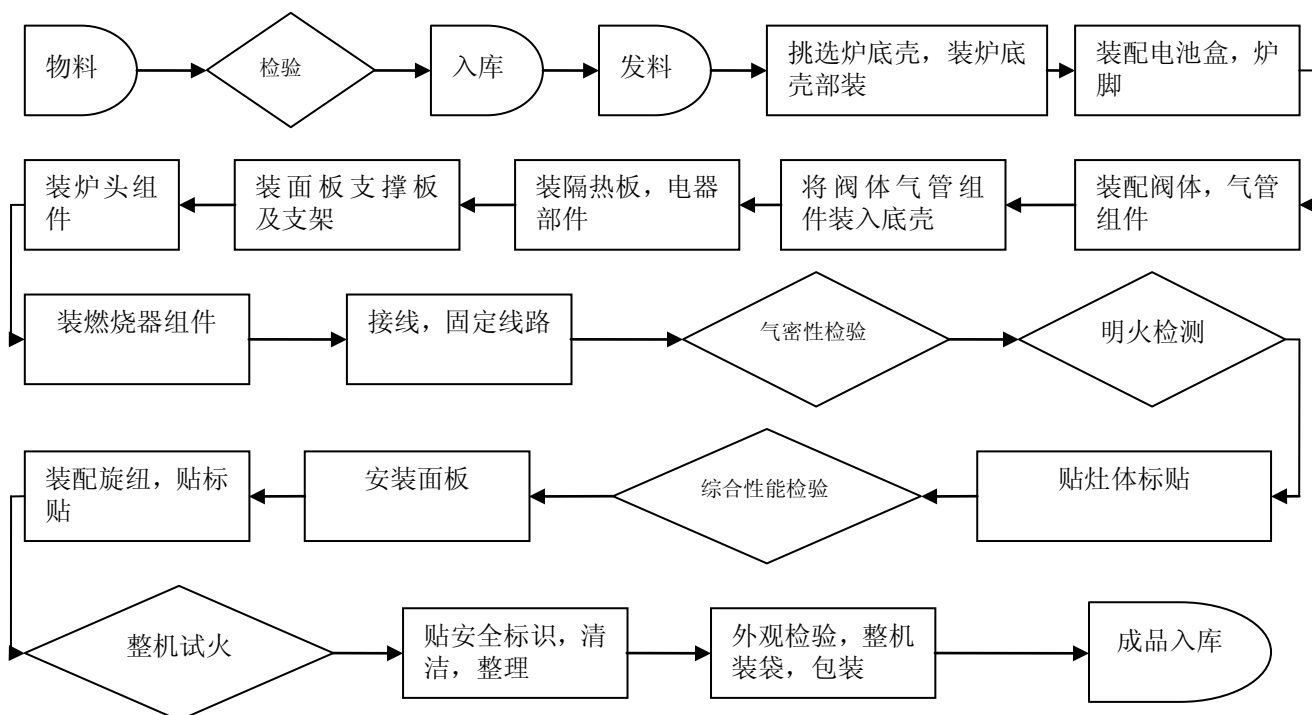 物料
检验
入库
发料
挑选炉底壳，装炉底
壳部装
装配电池盒，炉
脚
装炉头组
件
装面板支撑板
及支架
装隔热板，电器
部件
将阀体气管组
件装入底壳
装配阀体，气管
组件
装燃烧器组件
接线，固定线路
气密性检验
明火检测
装配旋纽，贴标
贴
安装面板
综合性能检验
贴灶体标贴
整机试火
贴安全标识，清
洁，整理
外观检验，整机
装袋，包装
成品入库